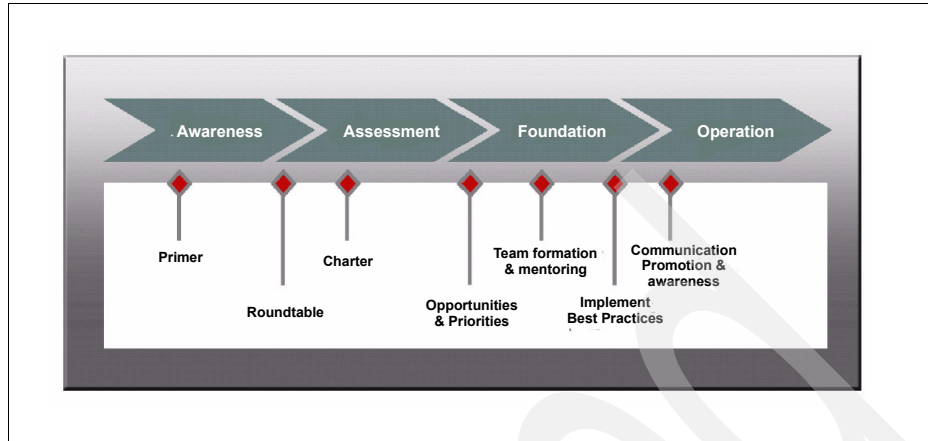 Awareness
Assessment
Foundation
Operation
Primer
Roundtable
Charter
Opportunities
& Priorities
Team formation
& mentoring
Implement
Best Practices
Communication
Promotion &
awareness